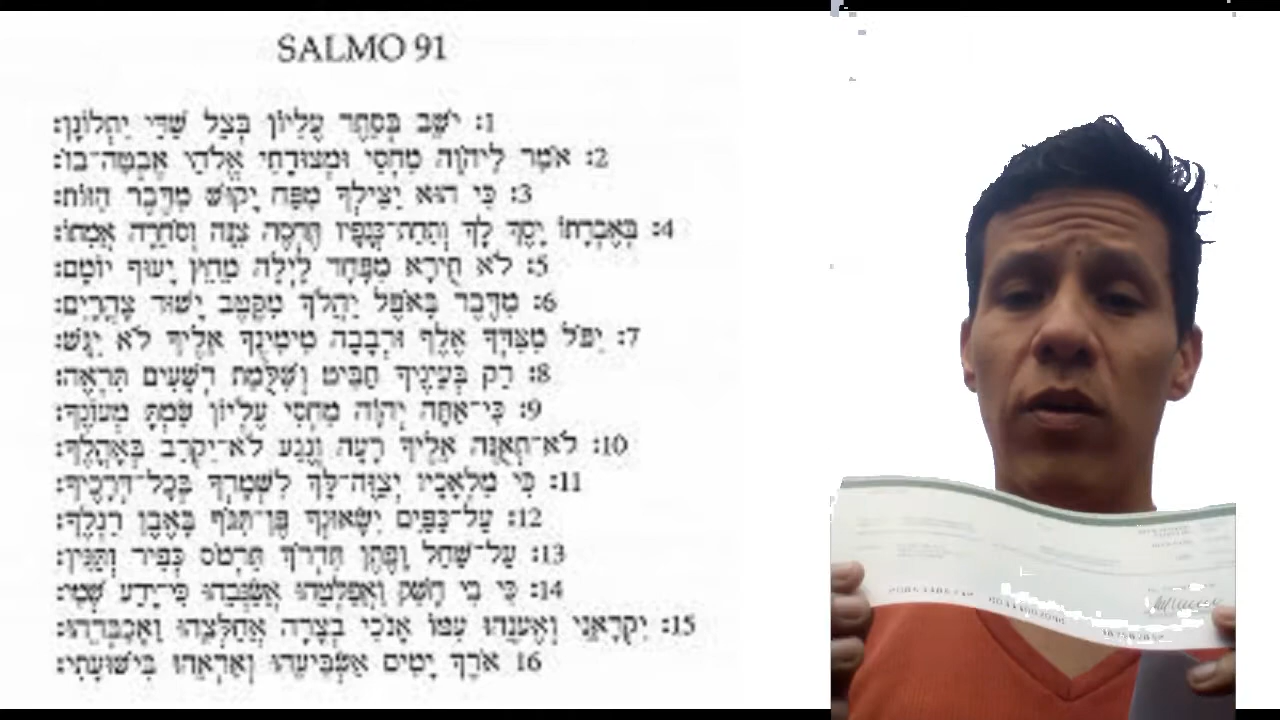 SALMO 91
1: יֹשֵׁב בְּסֵתֶר עֶלְיוֹן בְּצֵל שַׁדַּי יִתְלוֹנָן׃
2: אֹמַר לַיהוָה מַחְסִי וּמְצוּדָתִי אֱלֹהַי אֶבְטַח־בּוֹ׃
3: כִּי הוּא יַצִּילְךָ מִפַּח יָקוּשׁ מִדֶּבֶר הַוּוֹת׃
4: בְּאֶבְרָתוֹ יָסֶךְ לָךְ וְתַחַת־כְּנָפָיו תֶּחְסֶה צִנָּה וְסֹחֵרָה אֲמִתּוֹ׃
5: לֹא תִירָא מִפַּחַד לָיְלָה מֵחֵץ יָעוּף יוֹמָם׃
6: מִדֶּבֶר בָּאֹפֶל יַהֲלֹךְ מִקֶּטֶב יָשׁוּד צָהֳרָיִם׃
7: יִפֹּל מִצִּדְּךָ אֶלֶף וּרְבָבָה מִימִינֶךָ אֵלֶיךָ לֹא יִגָּשׁ׃
8: רַק בְּעֵינֶיךָ תַבִּיט וְשִׁלֻּמַת רְשָׁעִים תִּרְאֶה׃
9: כִּי־אַתָּה יְהוָה מַחְסִי עֶלְיוֹן שַׂמְתָּ מְעוֹנֶךָ׃
10: לֹא־תְאֻנֶּה אֵלֶיךָ רָעָה וְנֶגַע לֹא־יִקְרַב בְּאָהֳלֶךָ׃
11: כִּי מַלְאָכָיו יְצַוֶּה־לָּךְ לִשְׁמָרְךָ בְּכָל־דְּרָכֶיךָ׃
12: עַל־כַּפַּיִם יִשָּׂאוּנְךָ פֶּן־תִּגֹּף בָּאֶבֶן רַגְלֶךָ׃
13: עַל־שַׁחַל וָפֶתֶן תִּדְרֹךְ תִּרְמֹס כְּפִיר וְתַנִּין׃
14: כִּי בִי חָשַׁק וַאֲפַלְּטֵהוּ אֲשַׂגְּבֵהוּ כִּי־יָדַע שְׁמִי׃
15: יִקְרָאֵנִי וְאֶעֱנֵהוּ עִמּוֹ אָנֹכִי בְצָרָה אֲחַלְּצֵהוּ וַאֲכַבְּדֵהוּ׃
16 אֹרֶךְ יָמִים אַשְׂבִּיעֵהוּ וְאַרְאֵהוּ בִּישׁוּעָתִי׃